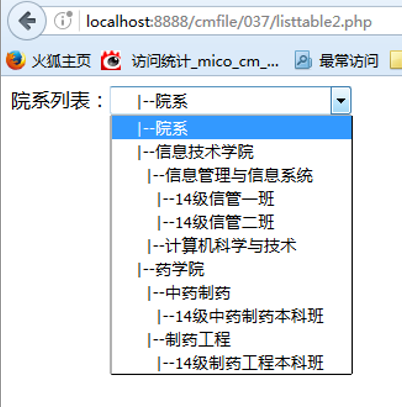 localhost:8888/cmfile/037/listtable2.php
火狐主页 访问统计_mico_cm_... 最常访问
院系列表： |--院系
|--院系
|--信息技术学院
|--信息管理与信息系统
|--14级信管一班
|--14级信管二班
|--计算机科学与技术
|--药学院
|--中药制药
|--14级中药制药本科班
|--制药工程
|--14级制药工程本科班